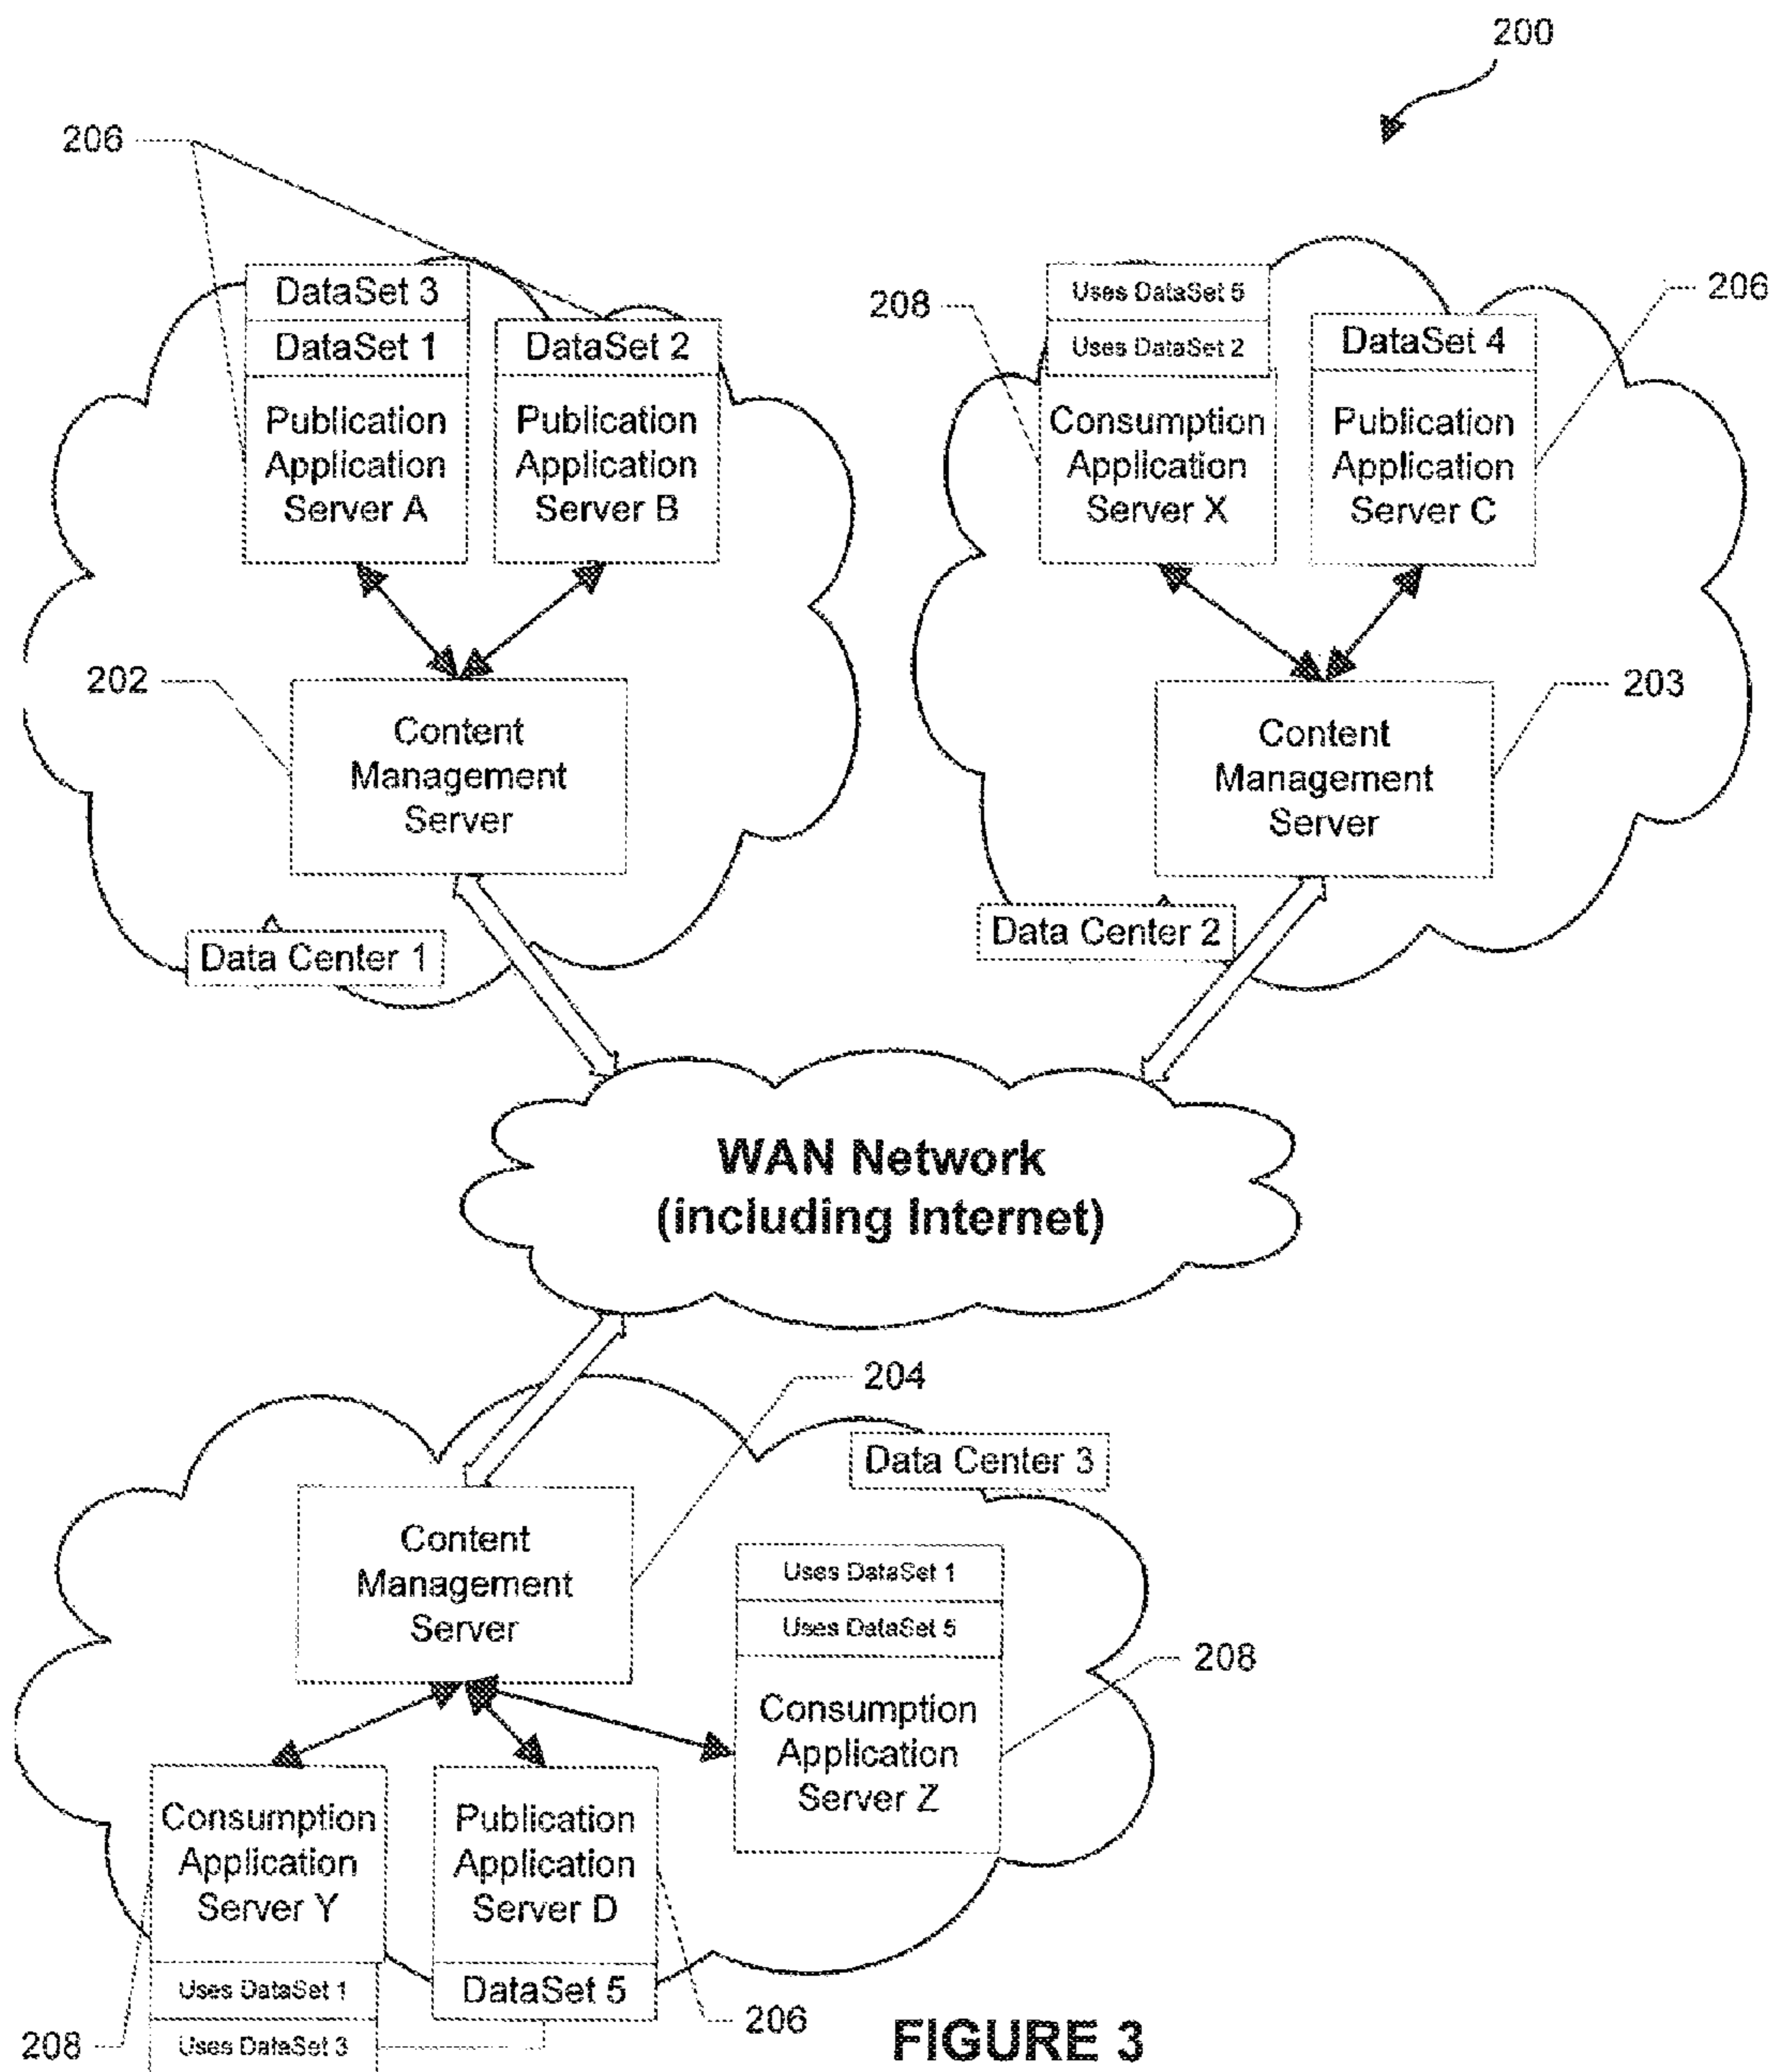 200
206
DataSet 3
DataSet 1
Publication
Application
Server A
DataSet 2
Publication
Application
Server B
208
Uses DataSet 5
Uses DataSet 2
Consumption
Application
Server X
DataSet 4
Publication
Application
Server C
206
202
Content
Management
Server
Data Center 1
Content
Management
Server
203
Data Center 2
WAN Network
(including Internet)
204
Data Center 3
Content
Management
Server
Uses DataSet 1
Uses DataSet 5
Consumption
Application
Server Z
208
Consumption
Application
Server Y
Uses DataSet 1
Uses DataSet 3
208
Publication
Application
Server D
DataSet 5
206
FIGURE 3